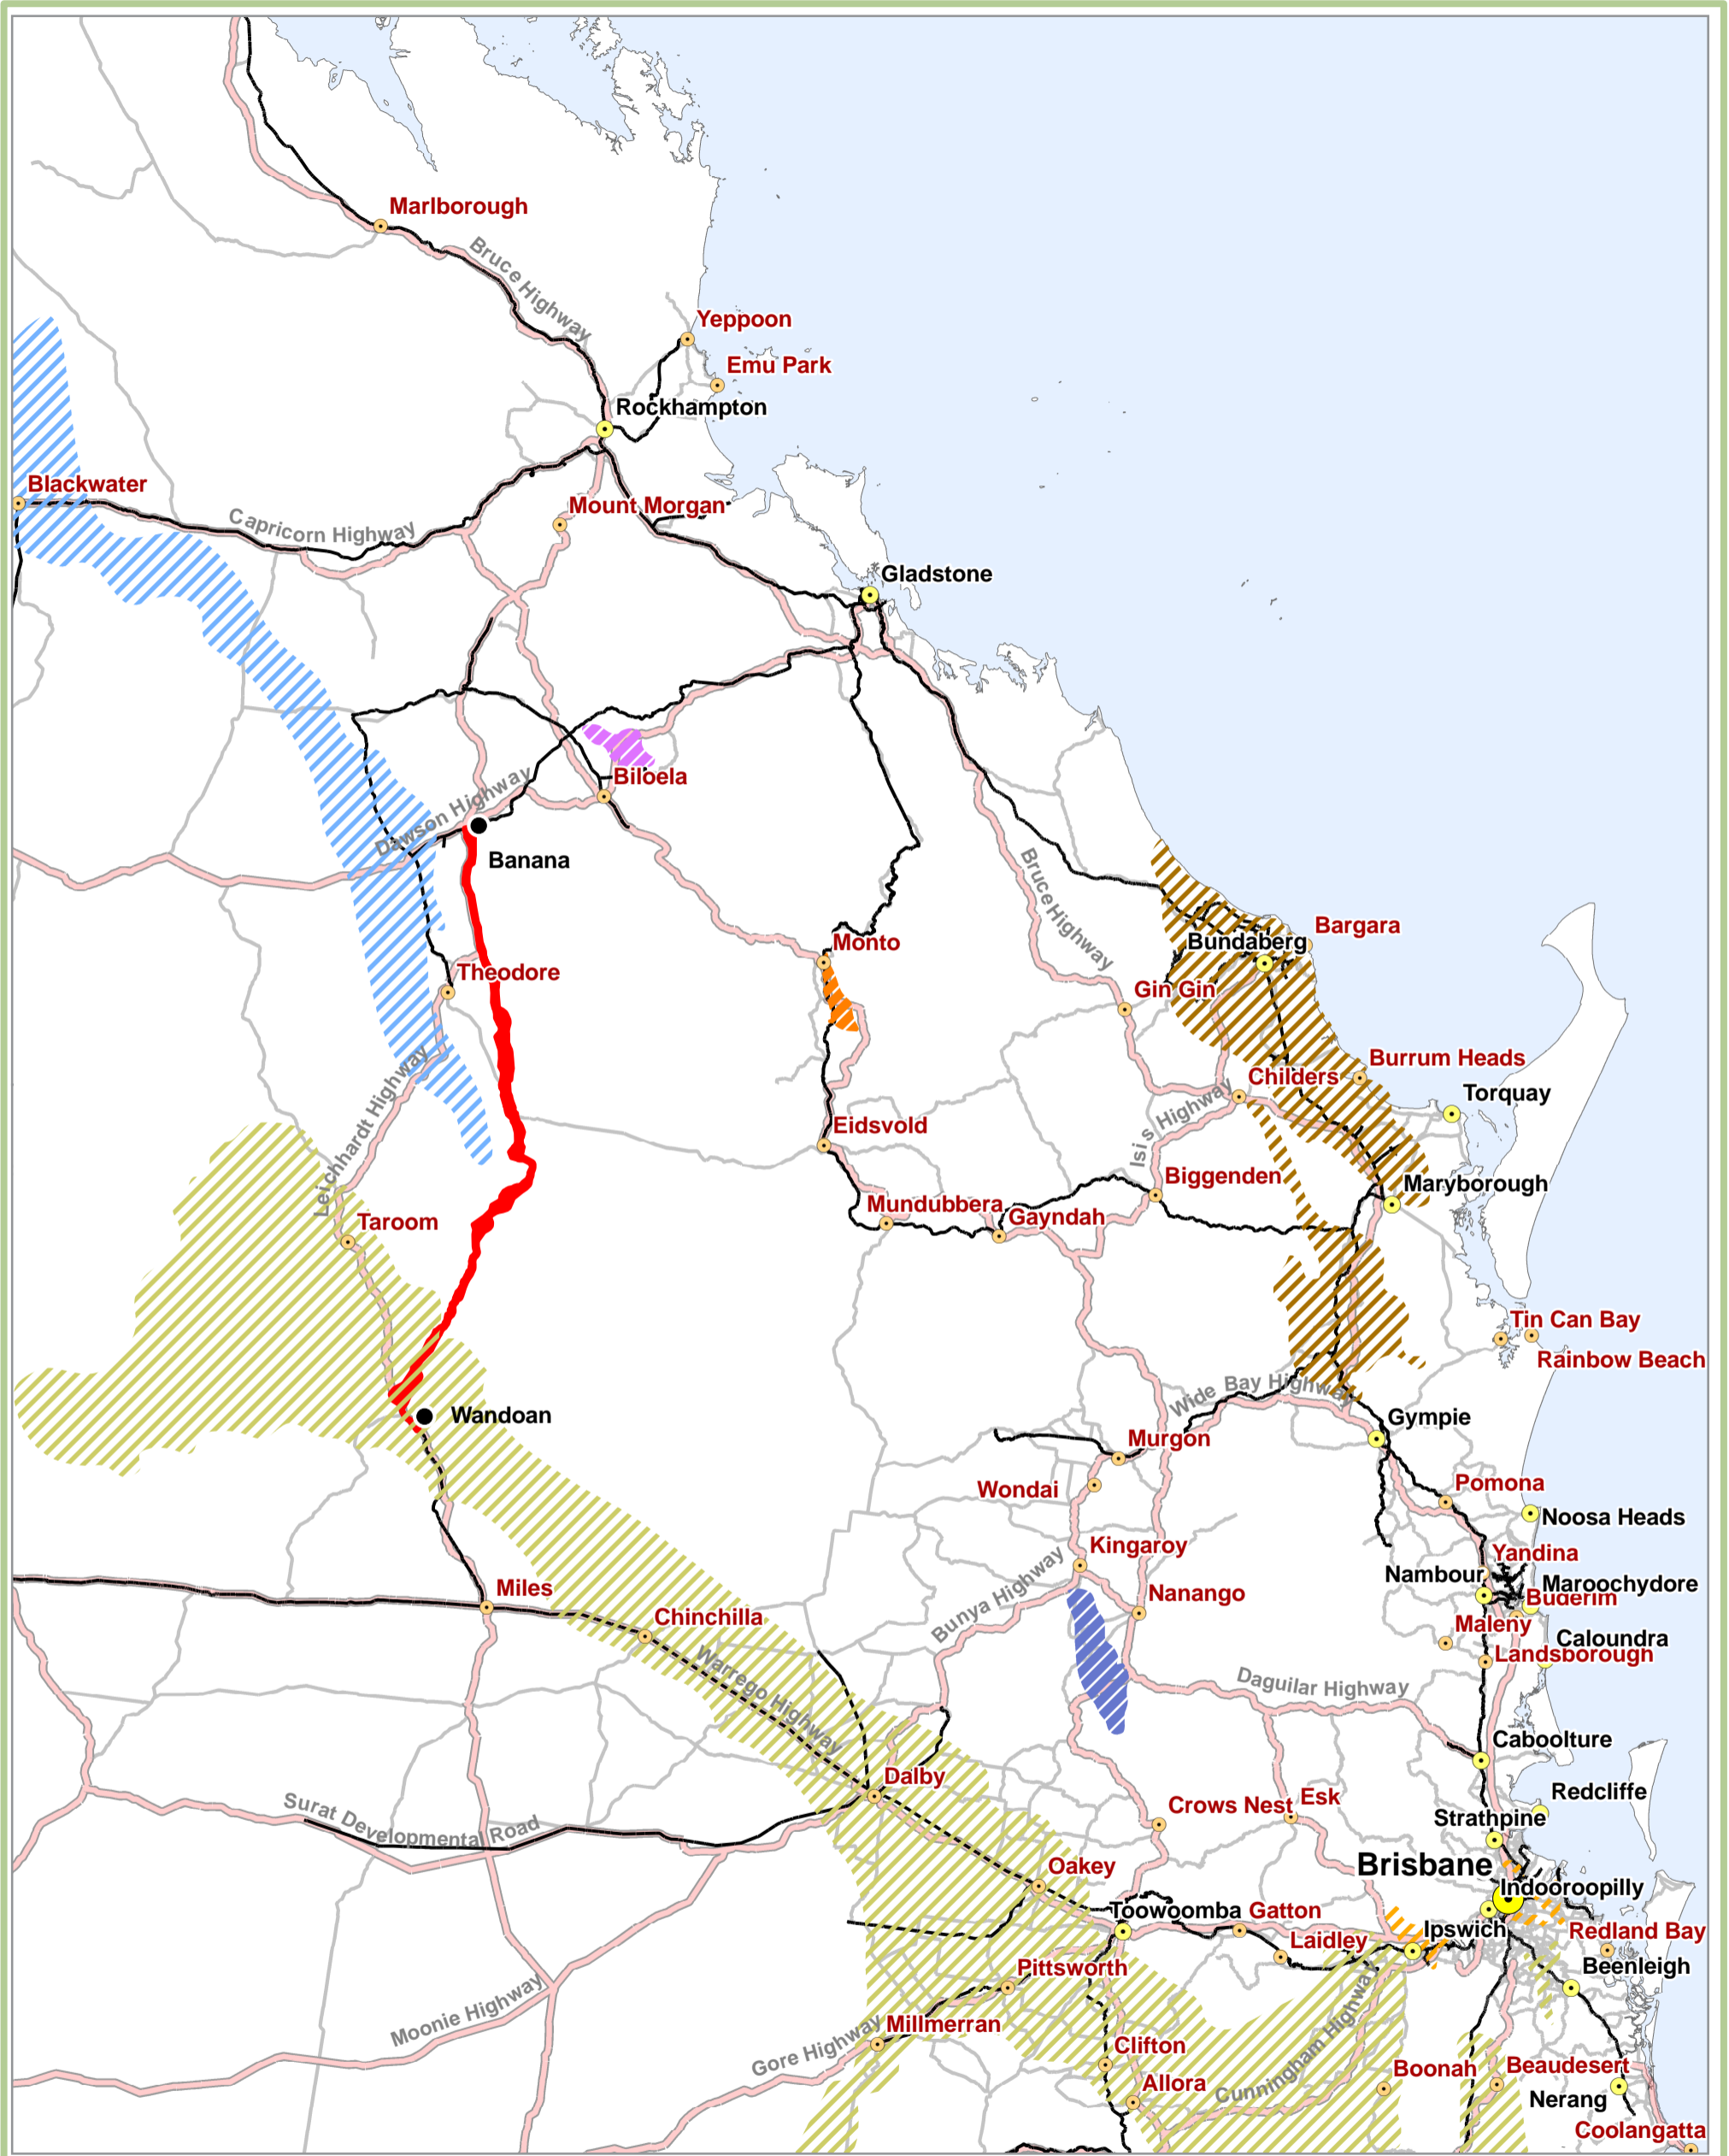 Marlborough
Bruce Highway
Yeppoon
Emu Park
Rockhampton
Blackwater
Capricorn Highway
Mount Morgan
Gladstone
Biloela
Dawson Highway
Banana
Bruce Highway
Bargara
Bundaberg
Monto
Theodore
Gin Gin
Burrum Heads
Childers
Torquay
Leichhardt Highway
Eidsvold
Isis Highway
Biggenden
Maryborough
Mundubbera
Gayndah
Taroom
Tin Can Bay
Rainbow Beach
Wide Bay Highway
Wandoan
Gympie
Murgon
Wondai
Pomona
Noosa Heads
Kingaroy
Yandina
Nambour
Maroochydore
Miles
Nanango
Buderim
Chinchilla
Bunya Highway
Maleny
Caloundra
Landsborough
Warrego Highway
Daguilar Highway
Caboolture
Dalby
Redcliffe
Crows Nest
Esk
Surat Developmental Road
Strathpine
Brisbane
Oakey
Indooroopilly
Toowoomba
Gatton
Ipswich
Redland Bay
Laidley
Pittsworth
Beenleigh
Moonie Highway
Millmerran
Gore Highway
Clifton
Cunningham Highway
Boonah
Beaudesert
Allora
Nerang
Coolangatta